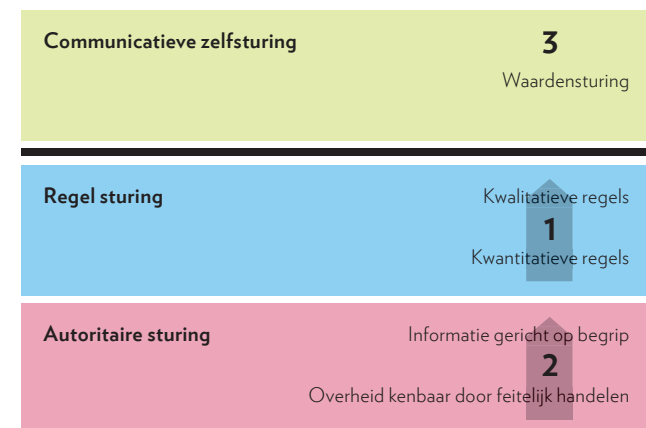 Communicatieve zelfsturing 3
Waardensturing
Regel sturing Kwalitatieve regels
1
Kwantitatieve regels
Autoritaire sturing Informatie gericht op begrip
2
Overheid kenbaar door feitelijk handelen